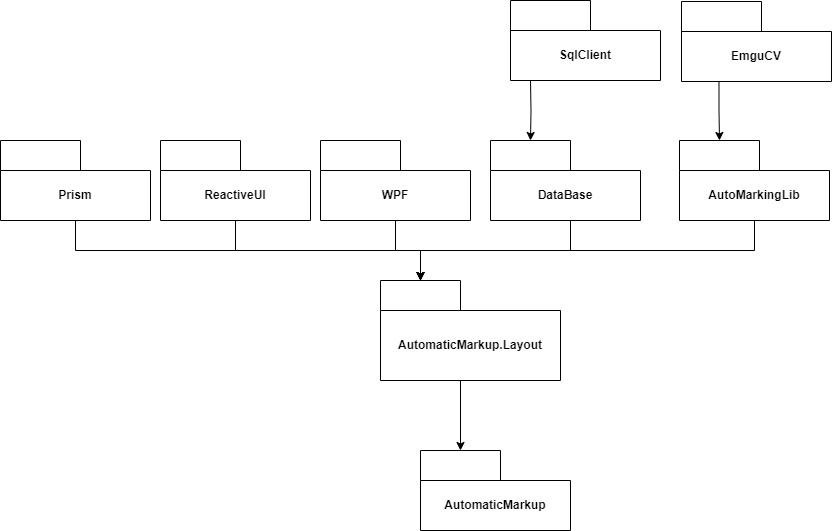 SqlClient
EmguCV
Prism
ReactiveUI
WPF
DataBase
AutoMarkingLib
AutomaticMarkup.Layout
AutomaticMarkup